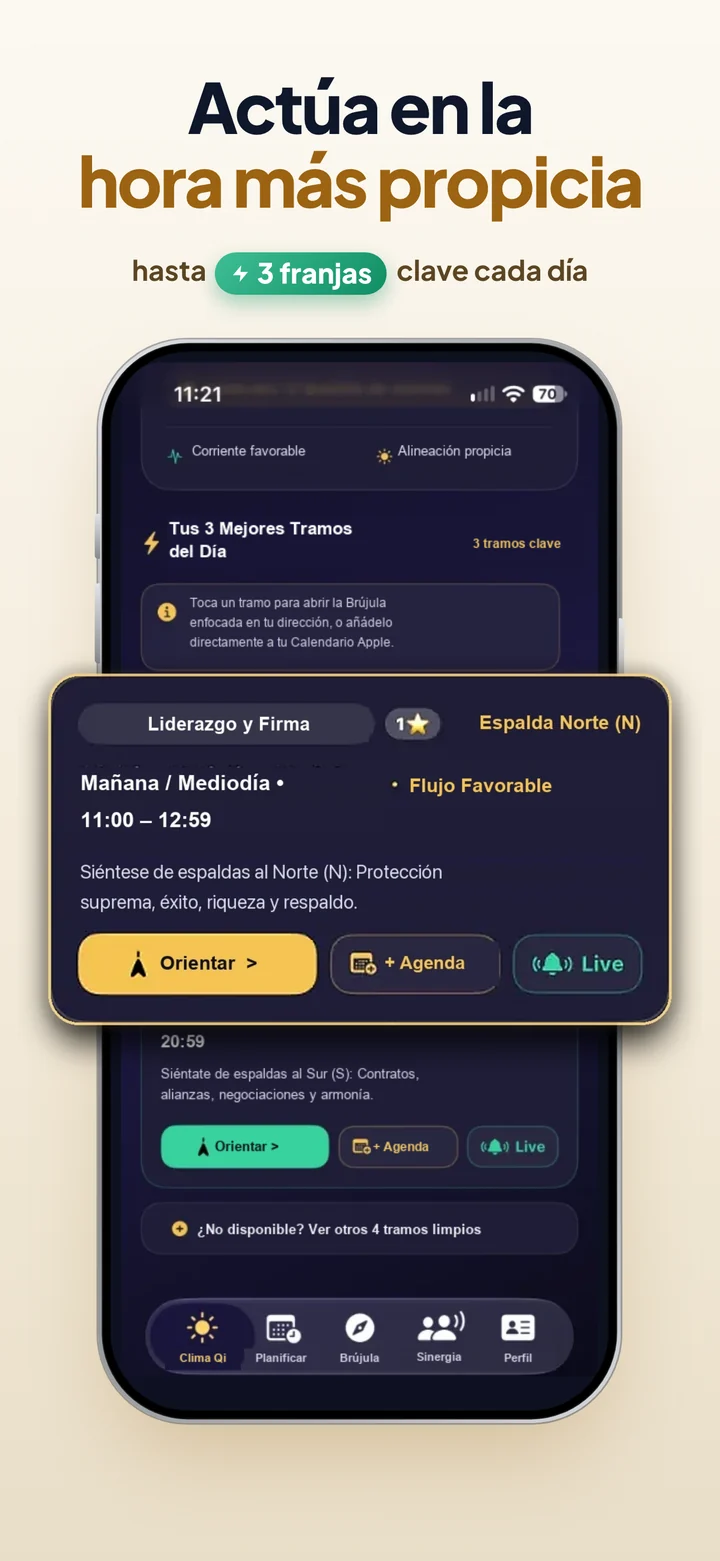 Actúa en la
hora más propicia
hasta 3 franjas clave cada día
11:21 70
Corriente favorable Alineación propicia
Tus 3 Mejores Tramos
del Día
3 tramos clave
Toca un tramo para abrir la Brújula
enfocada en tu dirección, o añádelo
directamente a tu Calendario Apple.
Liderazgo y Firma 1⭐ Espalda Norte (N)
Mañana / Mediodía • • Flujo Favorable
11:00 – 12:59
Siéntese de espaldas al Norte (N): Protección
suprema, éxito, riqueza y respaldo.
Orientar > + Agenda Live
20:59
Siéntate de espaldas al Sur (S): Contratos,
alianzas, negociaciones y armonía.
Orientar > + Agenda Live
¿No disponible? Ver otros 4 tramos limpios
Clima Qi Planificar Brújula Sinergia Perfil